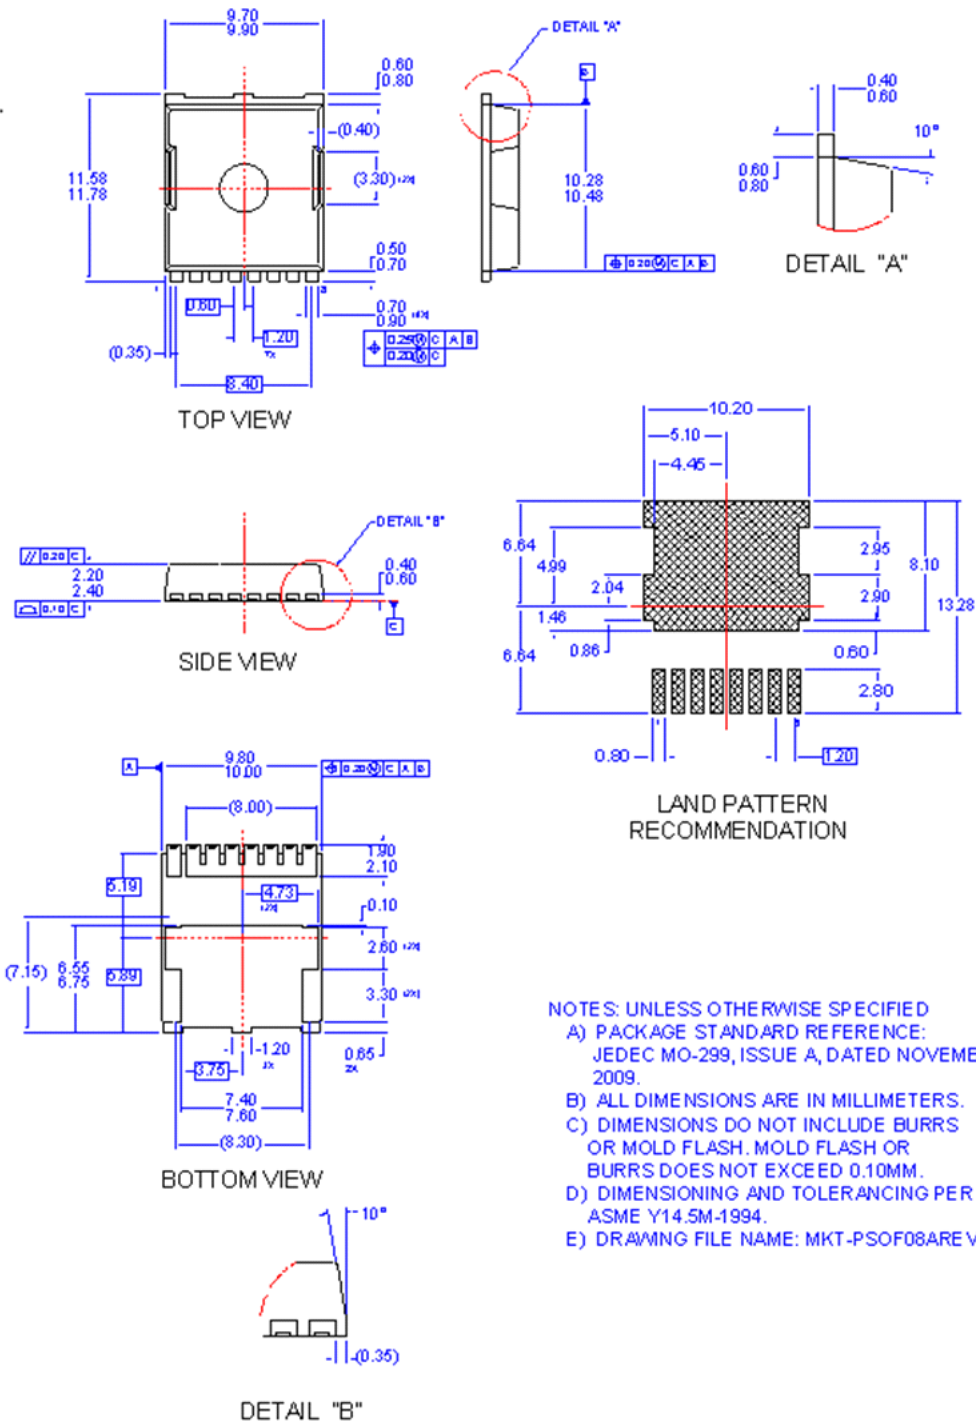 9.70
9.90
DETAIL "A"
0.60
0.80
0.40
0.60
(0.40)
10°
11.58
11.78
(3.30)
10.28
10.48
0.60
0.80
0.50
0.70
0.20 Ⓜ C A B
DETAIL "A"
0.60
0.70
0.90
1.20
(0.35)
0.25 Ⓜ C A B
0.20 Ⓜ C
8.40
TOP VIEW
10.20
5.10
4.45
DETAIL "B"
// 0.20 C
2.20
2.40
0.40
0.60
0.10 C
C
SIDE VIEW
6.64
4.99
2.95
8.10
2.04
2.90
13.28
1.46
0.86
0.60
6.64
2.80
0.80
1.20
LAND PATTERN
RECOMMENDATION
A
9.80
10.00
0.20 Ⓜ C A B
(8.00)
1.90
2.10
5.19
4.73
0.10
2.60
(7.15)
6.55
6.75
5.89
3.30
1.20
0.65
2X
3.75
7.40
7.60
(8.30)
BOTTOM VIEW
NOTES: UNLESS OTHERWISE SPECIFIED
A) PACKAGE STANDARD REFERENCE:
JEDEC MO-299, ISSUE A, DATED NOVEME
2009.
B) ALL DIMENSIONS ARE IN MILLIMETERS.
C) DIMENSIONS DO NOT INCLUDE BURRS
OR MOLD FLASH. MOLD FLASH OR
BURRS DOES NOT EXCEED 0.10MM.
D) DIMENSIONING AND TOLERANCING PER
ASME Y14.5M-1994.
E) DRAWING FILE NAME: MKT-PSOF08AREV
10°
(0.35)
DETAIL "B"